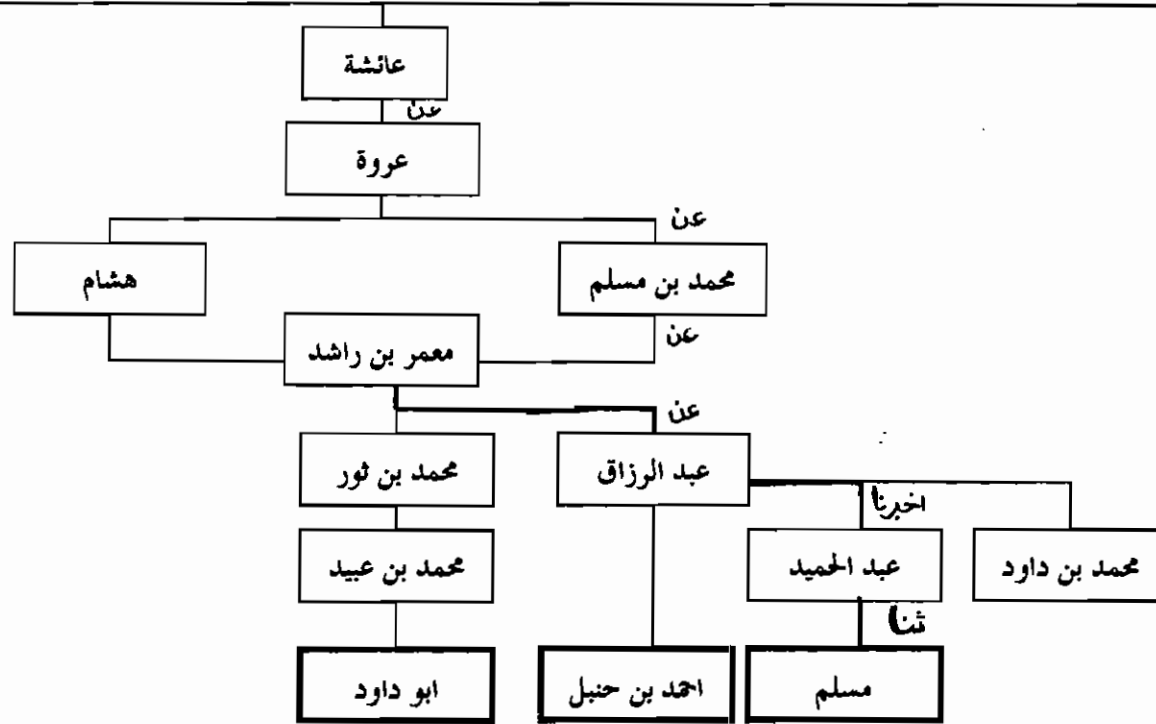 عائشة
عن
عروة
عن
محمد بن مسلم
هشام
عن
معمر بن راشد
عن
عبد الرزاق
محمد بن ثور
اخبرنا
محمد بن داود
عبد الحميد
محمد بن عبيد
ثنا
مسلم
احمد بن حنبل
ابو داود